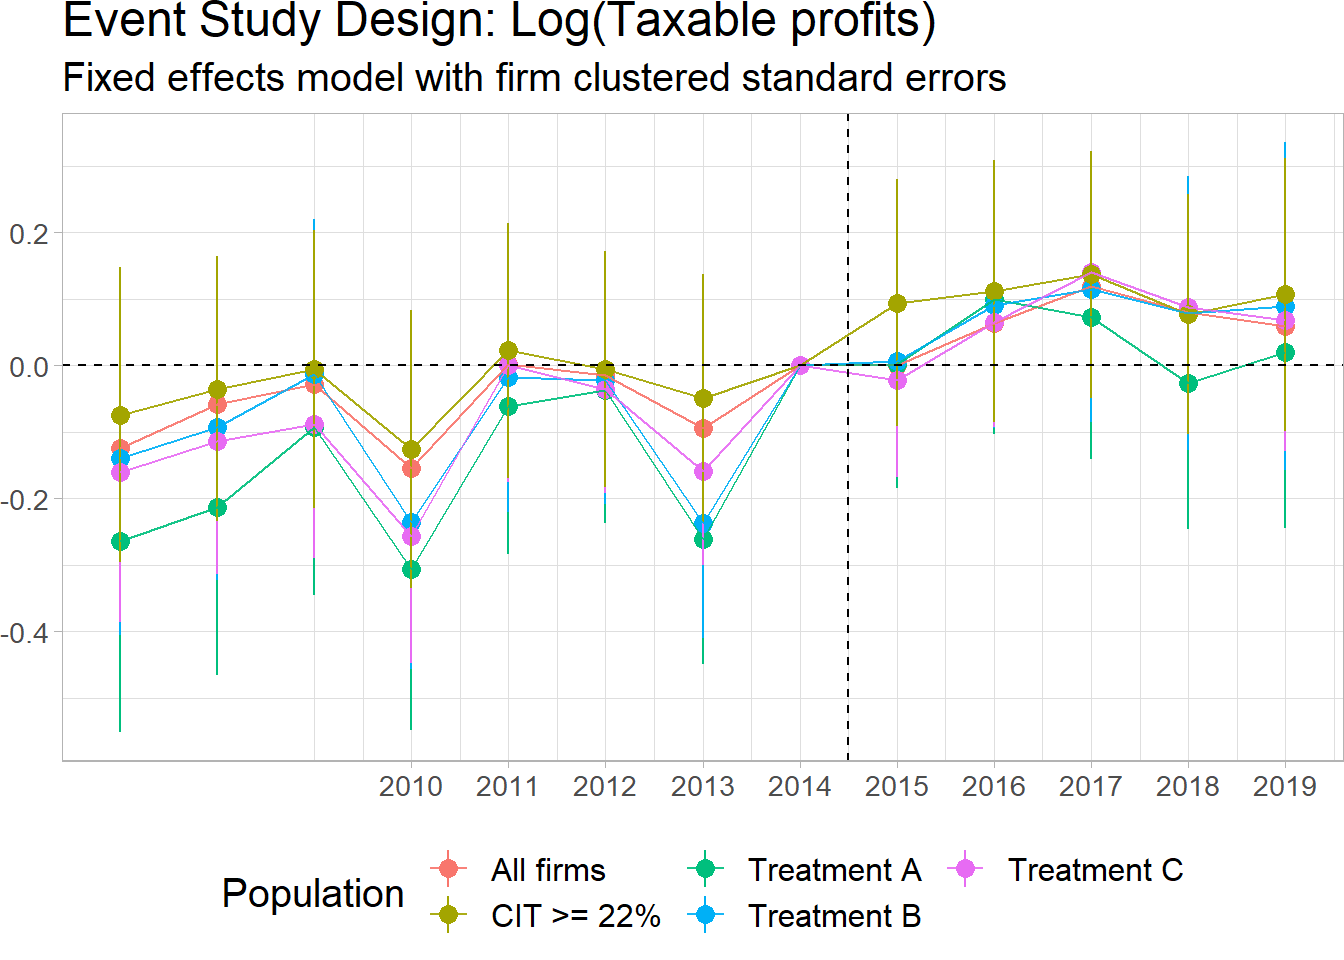 Event Study Design: Log(Taxable profits)
Fixed effects model with firm clustered standard errors
0.2
0.0
-0.2
-0.4
2010 2011 2012 2013 2014 2015 2016 2017 2018 2019
Population
All firms Treatment A Treatment C
CIT >= 22% Treatment B